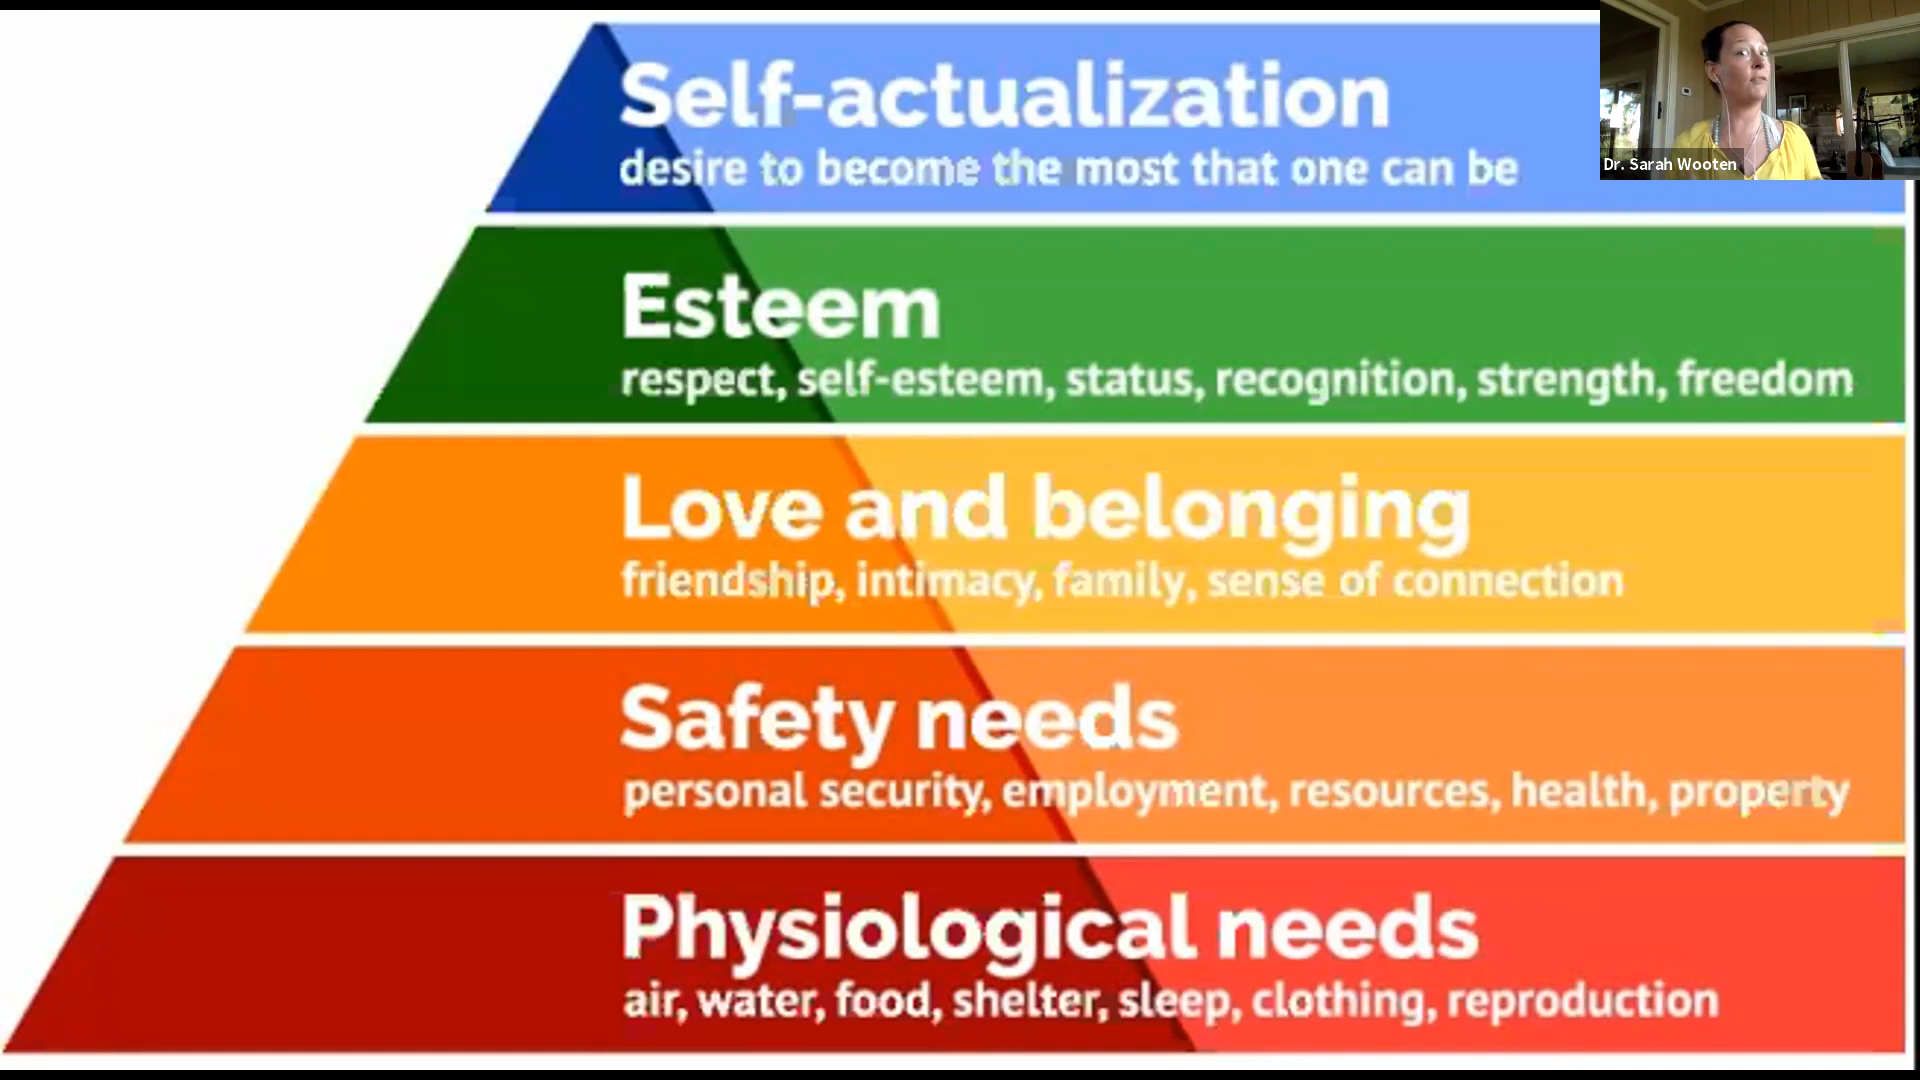 Self-actualization
desire to become the most that one can be
Dr. Sarah Wooten
Esteem
respect, self-esteem, status, recognition, strength, freedom
Love and belonging
friendship, intimacy, family, sense of connection
Safety needs
personal security, employment, resources, health, property
Physiological needs
air, water, food, shelter, sleep, clothing, reproduction